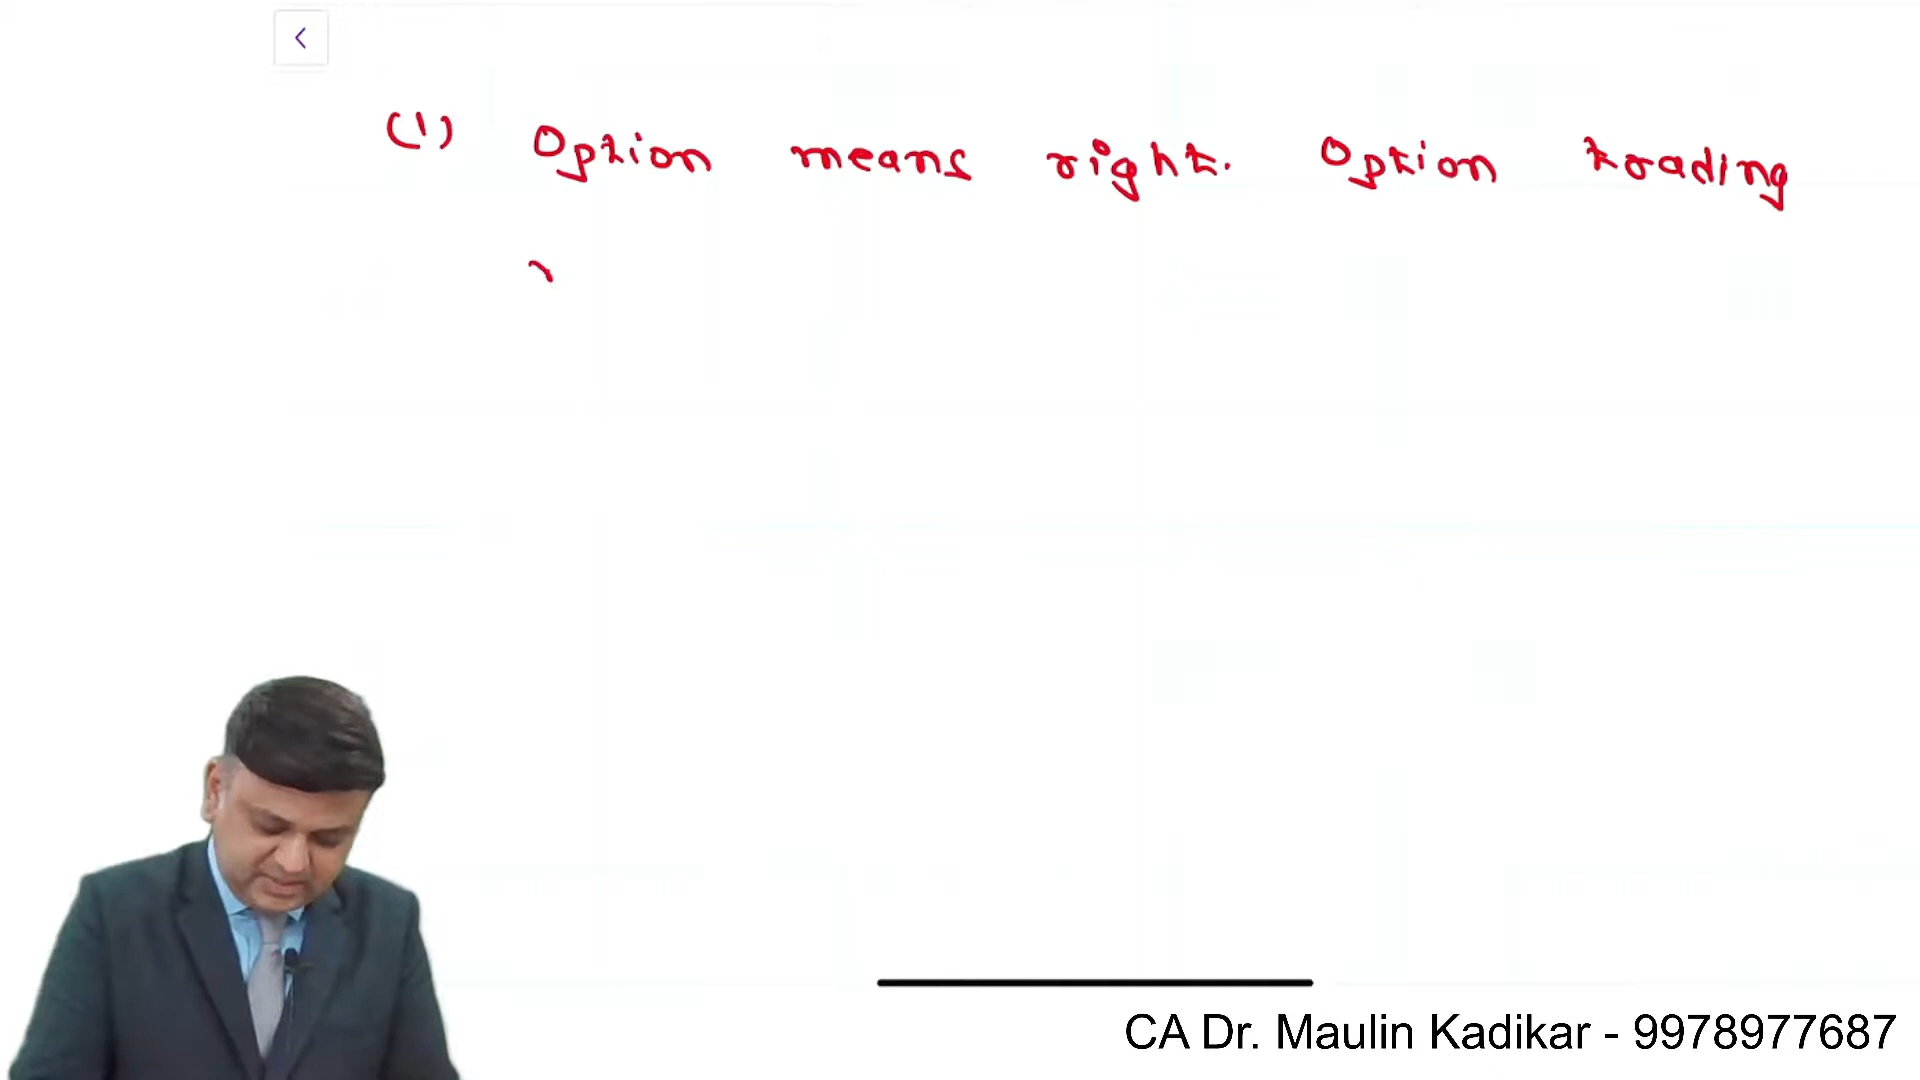 (1) Option means right. Option trading
CA Dr. Maulin Kadikar - 9978977687